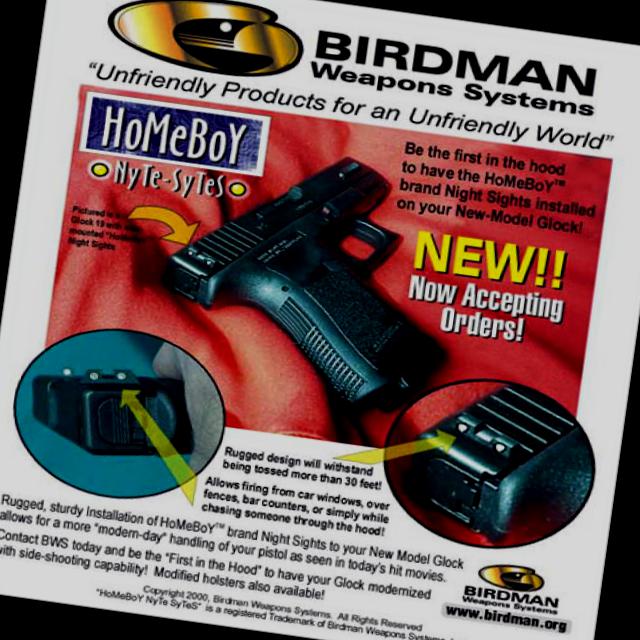 BIRDMAN
Weapons Systems
"Unfriendly Products for an Unfriendly World"
HoMeBoY
NyTe-SyTeS
Be the first in the hood
to have the HoMeBoY™
brand Night Sights installed
on your New-Model Glock!
Pictured is
Glock 19 with
mounted "Ho
Night Sights
NEW!!
Now Accepting
Orders!
Rugged design will withstand
being tossed more than 30 feet!
Allows firing from car windows, over
fences, bar counters, or simply while
chasing someone through the hood!
Rugged, sturdy Installation of HoMeBoY™ brand Night Sights to your New Model Glock
allows for a more "modern-day" handling of your pistol as seen in today's hit movies.
Contact BWS today and be the "First in the Hood" to have your Glock modernized
with side-shooting capability! Modified holsters also available!
BIRDMAN
Weapons Systems
www.birdman.org
Copyright 2000, Birdman Weapons Systems. All Rights Reserved
"HoMeBoY NyTe SyTeS" is a registered Trademark of Birdman Weapons Systems